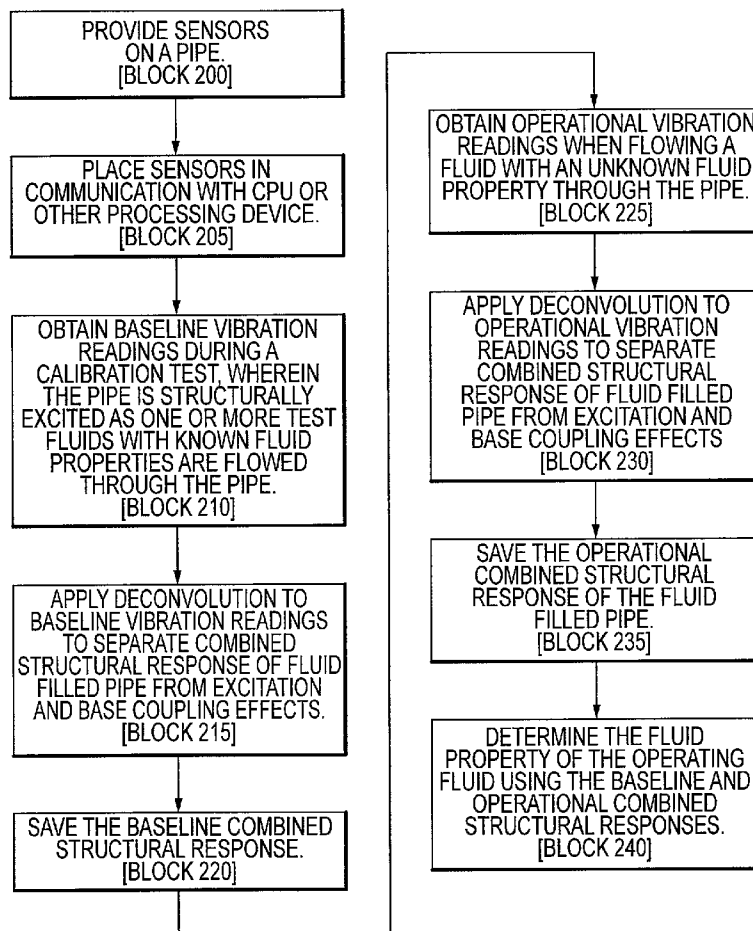 PROVIDE SENSORS
ON A PIPE.
[BLOCK 200]
PLACE SENSORS IN
COMMUNICATION WITH CPU OR
OTHER PROCESSING DEVICE.
[BLOCK 205]
OBTAIN BASELINE VIBRATION
READINGS DURING A
CALIBRATION TEST, WHEREIN
THE PIPE IS STRUCTURALLY
EXCITED AS ONE OR MORE TEST
FLUIDS WITH KNOWN FLUID
PROPERTIES ARE FLOWED
THROUGH THE PIPE.
[BLOCK 210]
APPLY DECONVOLUTION TO
BASELINE VIBRATION READINGS
TO SEPARATE COMBINED
STRUCTURAL RESPONSE OF FLUID
FILLED PIPE FROM EXCITATION
AND BASE COUPLING EFFECTS.
[BLOCK 215]
SAVE THE BASELINE COMBINED
STRUCTURAL RESPONSE.
[BLOCK 220]
OBTAIN OPERATIONAL VIBRATION
READINGS WHEN FLOWING A
FLUID WITH AN UNKNOWN FLUID
PROPERTY THROUGH THE PIPE.
[BLOCK 225]
APPLY DECONVOLUTION TO
OPERATIONAL VIBRATION
READINGS TO SEPARATE
COMBINED STRUCTURAL
RESPONSE OF FLUID FILLED
PIPE FROM EXCITATION AND
BASE COUPLING EFFECTS
[BLOCK 230]
SAVE THE OPERATIONAL
COMBINED STRUCTURAL
RESPONSE OF THE FLUID
FILLED PIPE.
[BLOCK 235]
DETERMINE THE FLUID
PROPERTY OF THE OPERATING
FLUID USING THE BASELINE AND
OPERATIONAL COMBINED
STRUCTURAL RESPONSES.
[BLOCK 240]